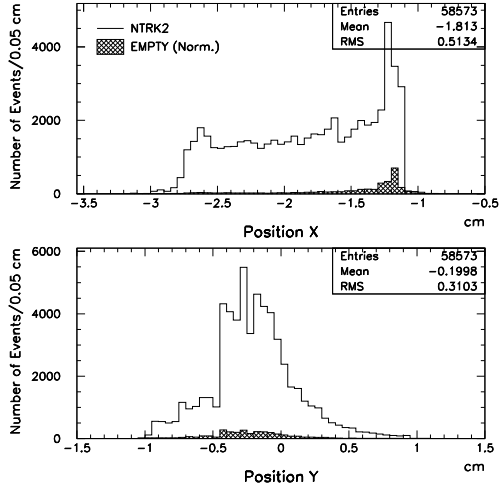 Number of Events/0.05 cm
NTRK2
EMPTY (Norm.)
Entries 58573
Mean −1.813
RMS 0.5134
4000
2000
0
−3.5 −3 −2.5 −2 −1.5 −1 −0.5
cm
Position X
Number of Events/0.05 cm
Entries 58573
Mean −0.1998
RMS 0.3103
6000
4000
2000
0
−1.5 −1 −0.5 0 0.5 1 1.5
cm
Position Y